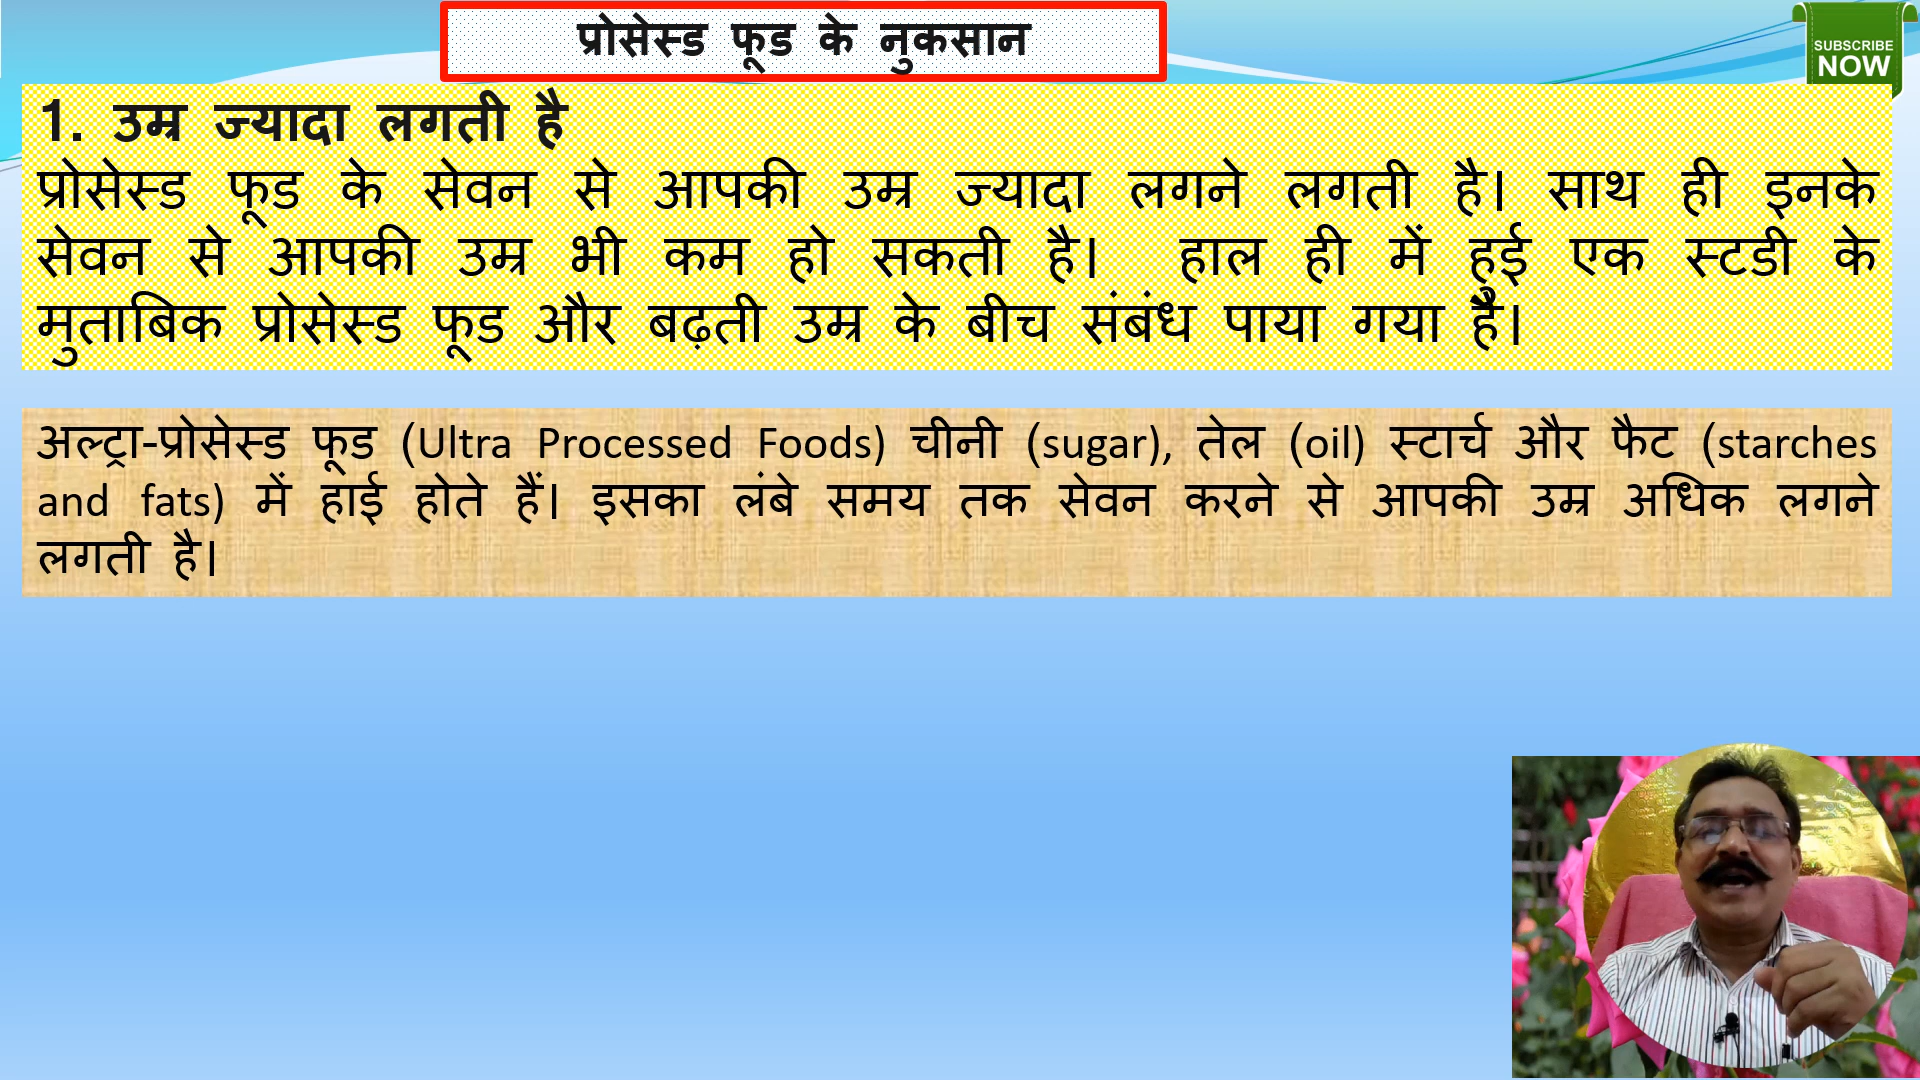 प्रोसेस्ड फूड के नुकसान
SUBSCRIBE
NOW
1. उम्र ज्यादा लगती है
प्रोसेस्ड फूड के सेवन से आपकी उम्र ज्यादा लगने लगती है। साथ ही इनके
सेवन से आपकी उम्र भी कम हो सकती है। हाल ही में हुई एक स्टडी के
मुताबिक प्रोसेस्ड फूड और बढ़ती उम्र के बीच संबंध पाया गया है।
अल्ट्रा-प्रोसेस्ड फूड (Ultra Processed Foods) चीनी (sugar), तेल (oil) स्टार्च और फैट (starches
and fats) में हाई होते हैं। इसका लंबे समय तक सेवन करने से आपकी उम्र अधिक लगने
लगती है।